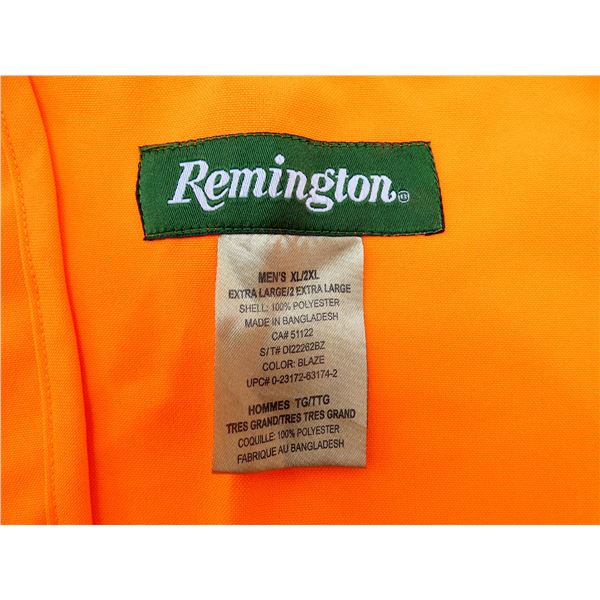 Remington®
MEN'S XL/2XL
EXTRA LARGE/2 EXTRA LARGE
SHELL: 100% POLYESTER
MADE IN BANGLADESH
CA# 51122
S/T# DI22262BZ
COLOR: BLAZE
UPC# 0-23172-63174-2
HOMMES TG/TTG
TRES GRAND/TRES TRES GRAND
COQUILLE: 100% POLYESTER
FABRIQUE AU BANGLADESH